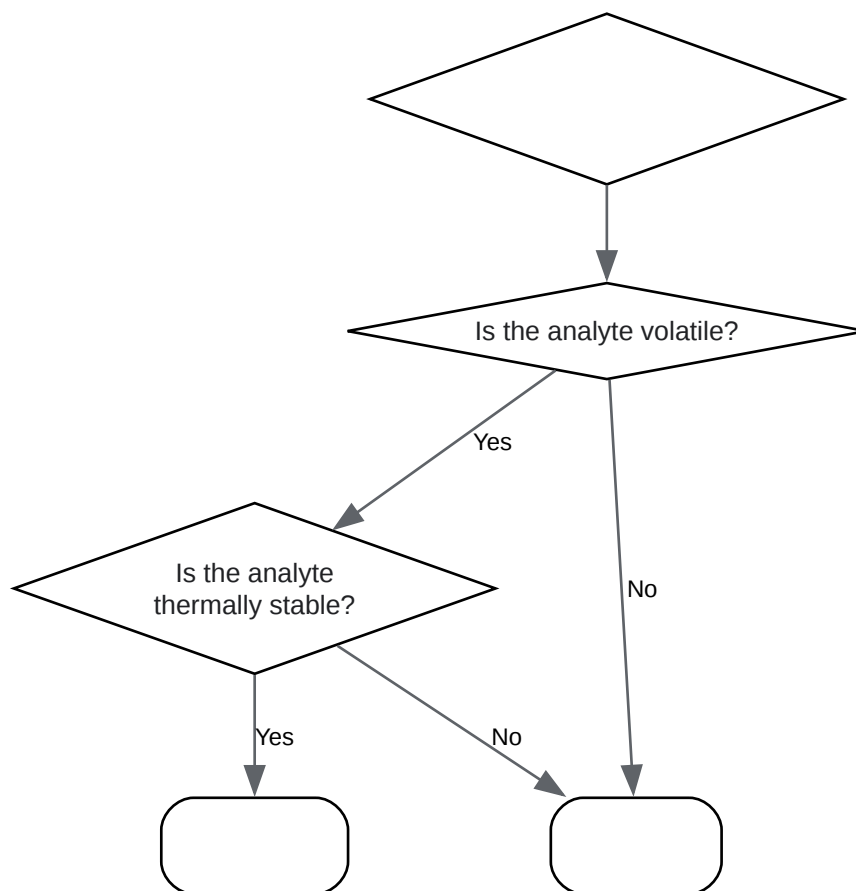 Is the analyte volatile?
Yes
Is the analyte
thermally stable?
No
Yes
No